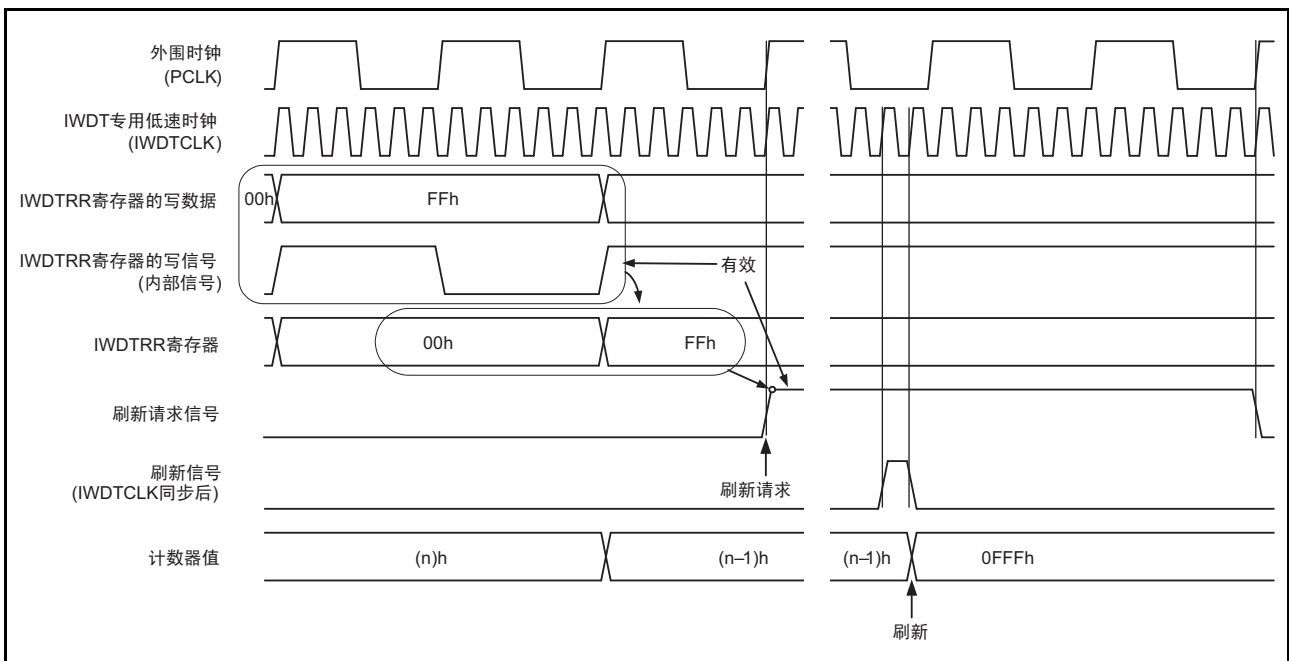 外围时钟
(PCLK)
IWDT专用低速时钟
(IWDTCLK)
IWDTRR寄存器的写数据
00h
FFh
IWDTRR寄存器的写信号
(内部信号)
有效
IWDTRR寄存器
00h
FFh
刷新请求信号
刷新信号
(IWDTCLK同步后)
刷新请求
计数器值
(n)h
(n–1)h
(n–1)h
0FFFh
刷新